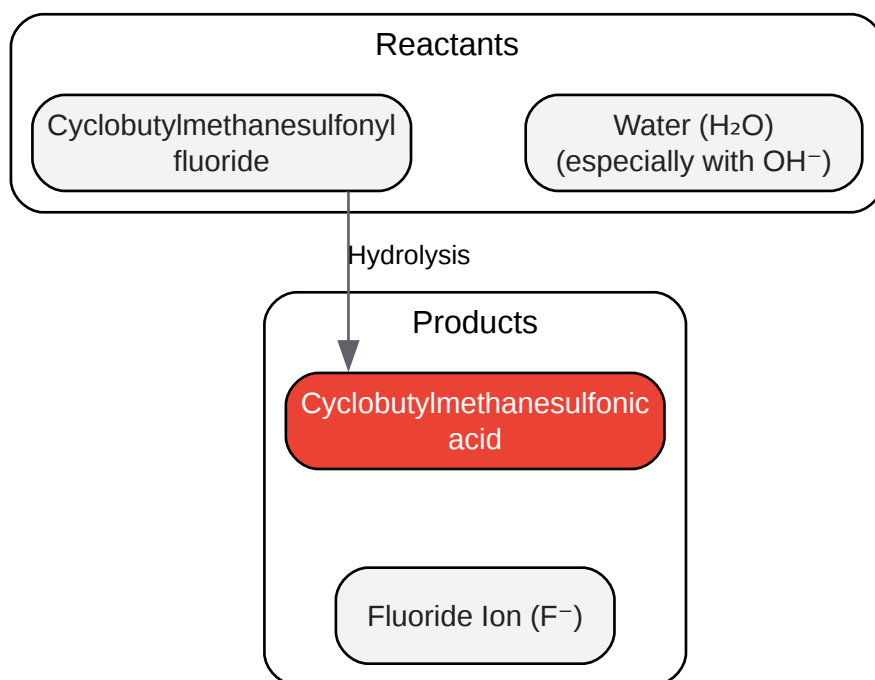 Reactants
Cyclobutylmethanesulfonyl
fluoride
Water (H₂O)
(especially with OH⁻)
Hydrolysis
Products
Cyclobutylmethanesulfonic
acid
Fluoride Ion (F⁻)